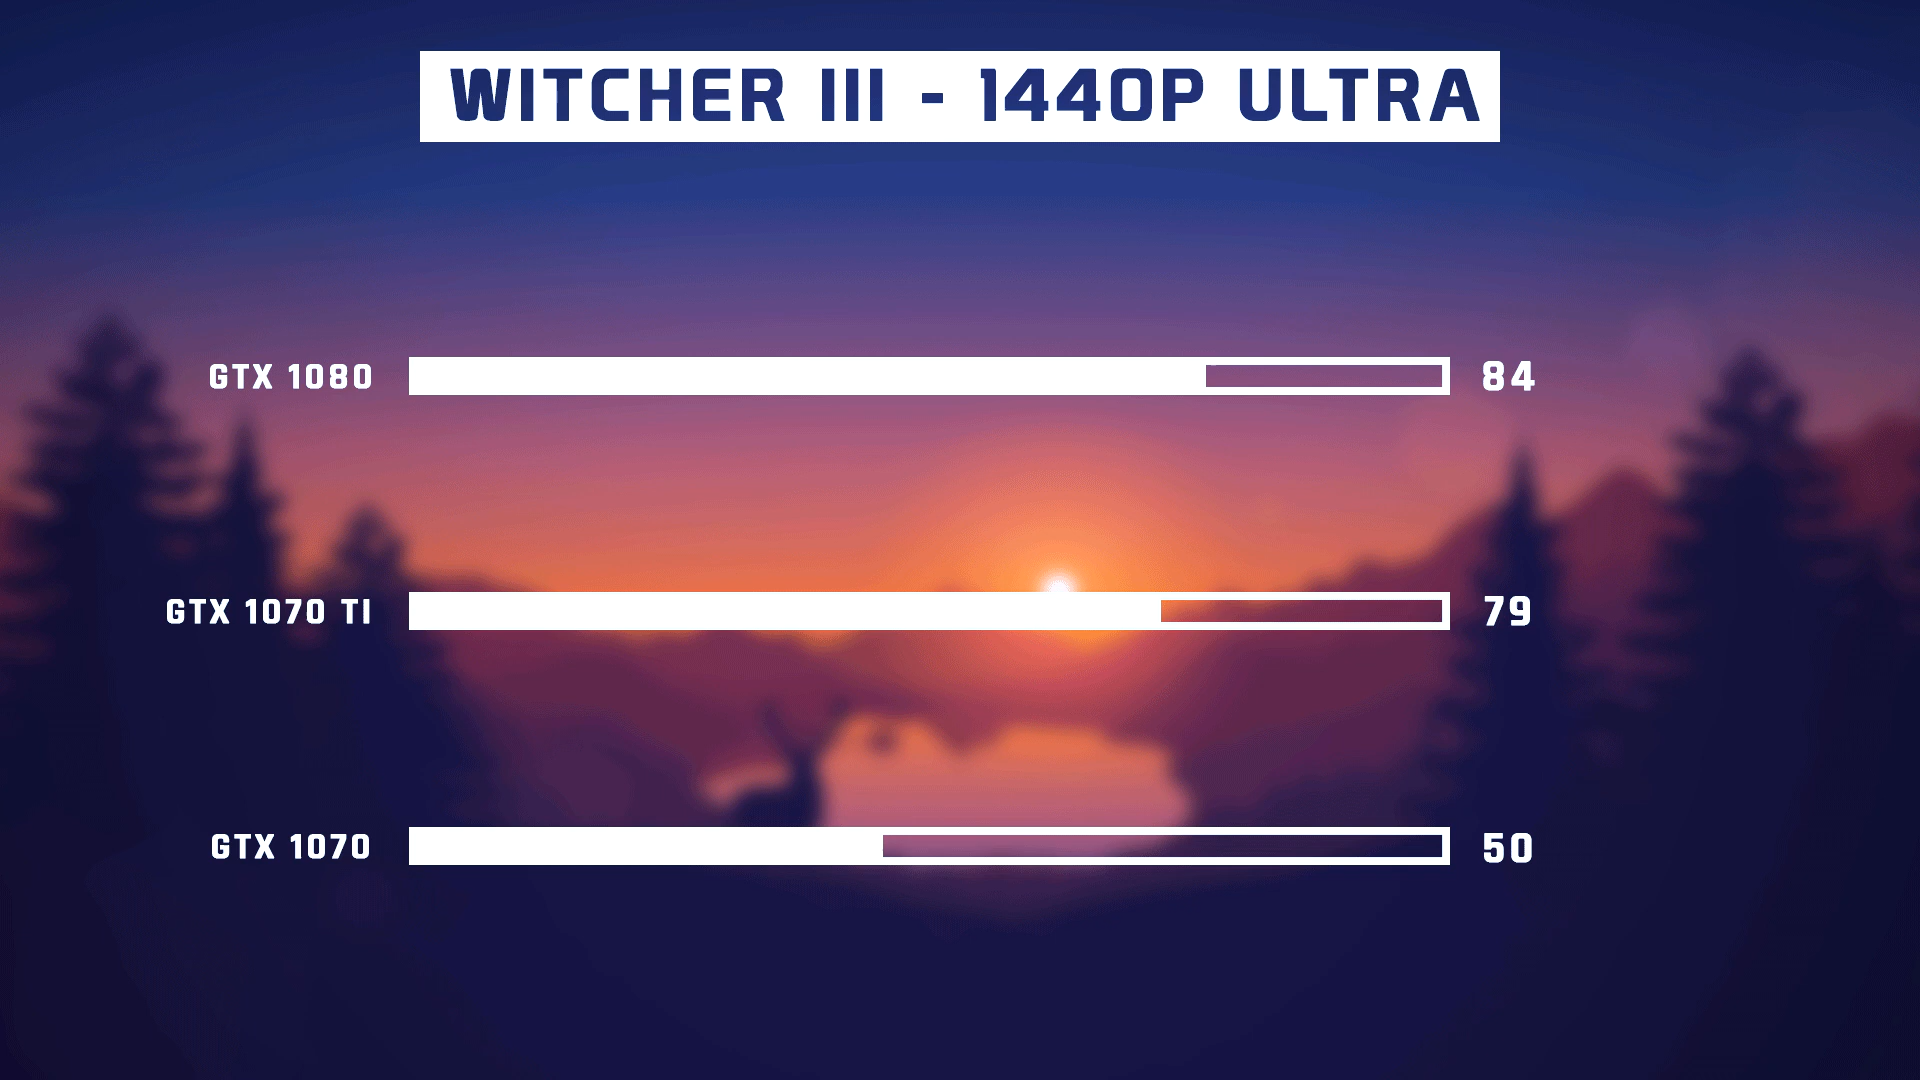 WITCHER III - 1440P ULTRA
GTX 1080 84
GTX 1070 TI 79
GTX 1070 50